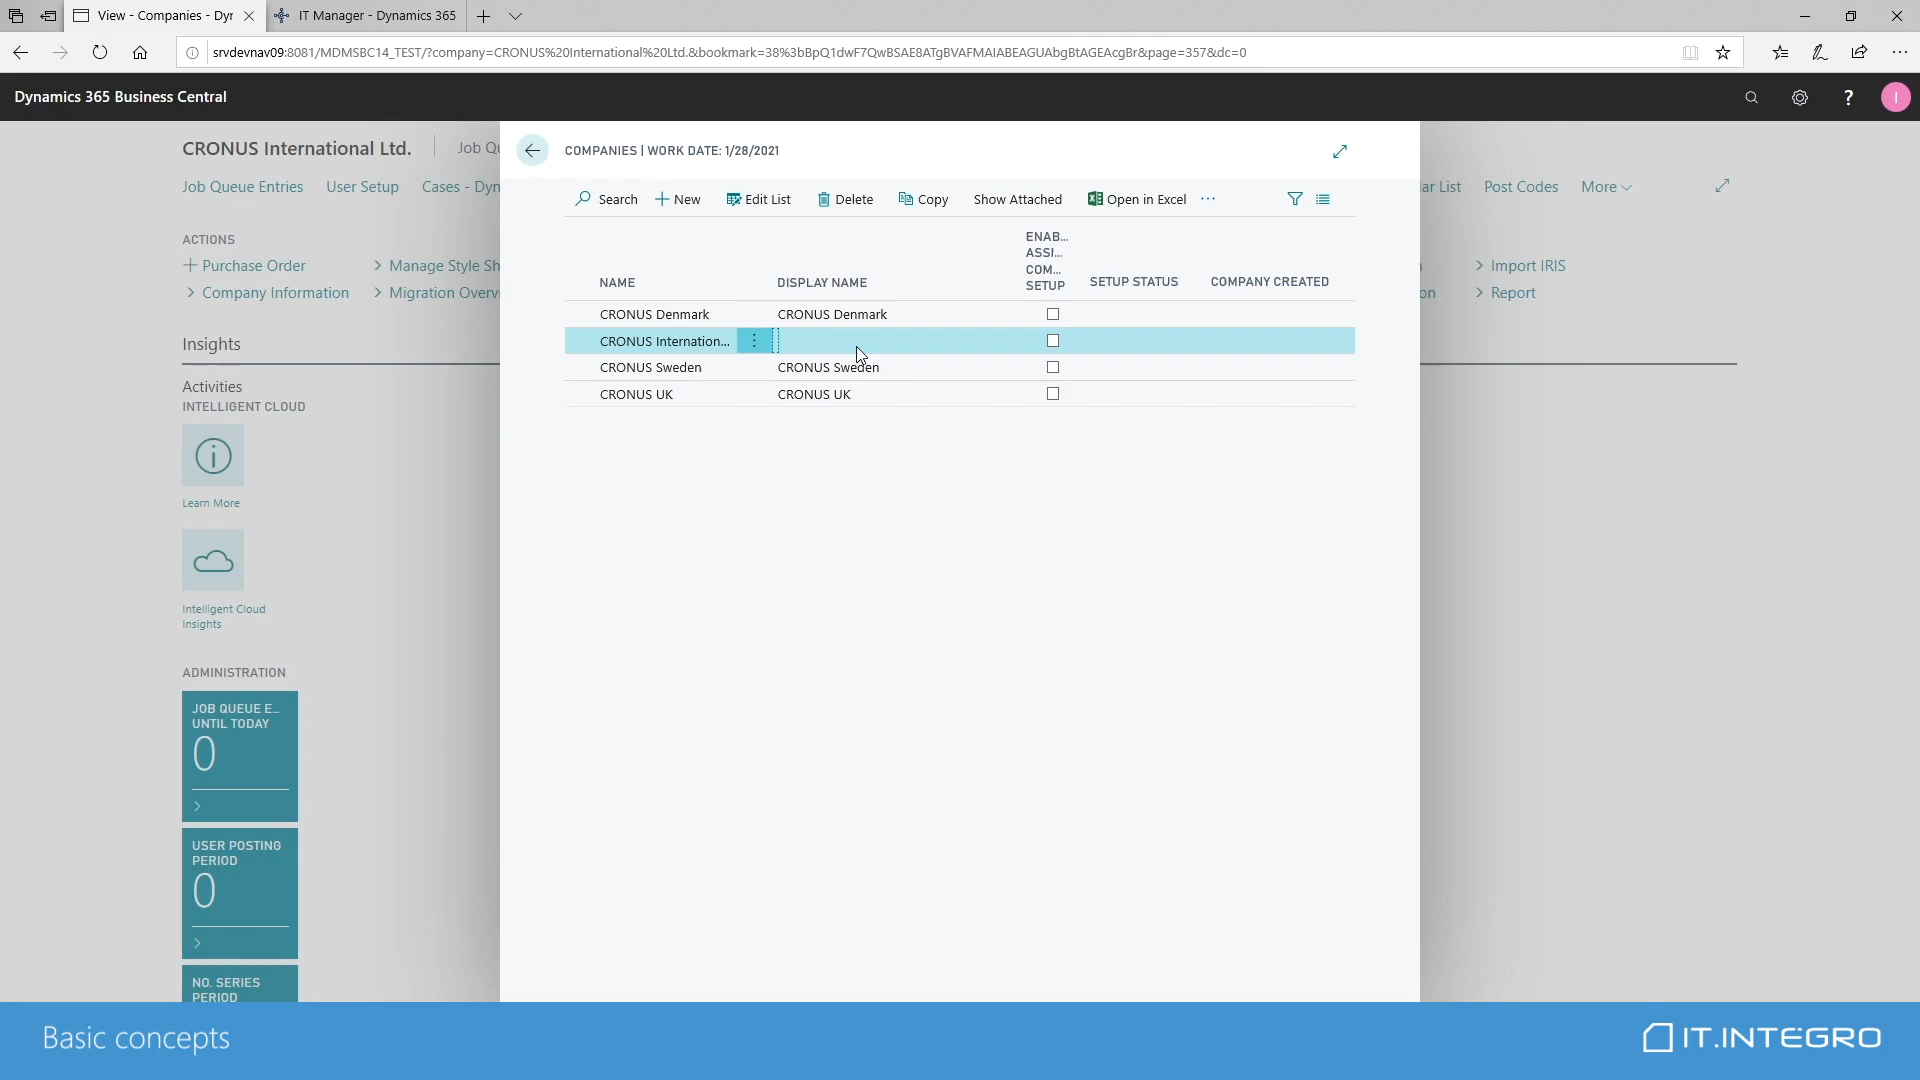 View - Companies - Dyr
IT Manager - Dynamics 365
srvdevnav09:8081/MDMSBC14_TEST/?company=CRONUS%20International%20Ltd.&bookmark=38%3bBpQ1dwF7QwBSAE8ATgBVAFMAIABEAGUAbgBtAGEAcgBr&page=357&dc=0
Dynamics 365 Business Central
?
I
CRONUS International Ltd.
Job Qu
Job Queue Entries
User Setup
Cases - Dyn
ar List
Post Codes
More
ACTIONS
Purchase Order
Manage Style Sh
Import IRIS
Company Information
Migration Overv
on
Report
Insights
Activities
INTELLIGENT CLOUD
Learn More
Intelligent Cloud
Insights
ADMINISTRATION
JOB QUEUE E...
UNTIL TODAY
0
USER POSTING
PERIOD
0
NO. SERIES
PERIOD
COMPANIES | WORK DATE: 1/28/2021
Search
New
Edit List
Delete
Copy
Show Attached
Open in Excel
NAME
DISPLAY NAME
ENAB...
ASSI...
COM...
SETUP
SETUP STATUS
COMPANY CREATED
CRONUS Denmark
CRONUS Denmark
CRONUS Internation...
CRONUS Sweden
CRONUS Sweden
CRONUS UK
CRONUS UK
Basic concepts
IT.INTEGRO